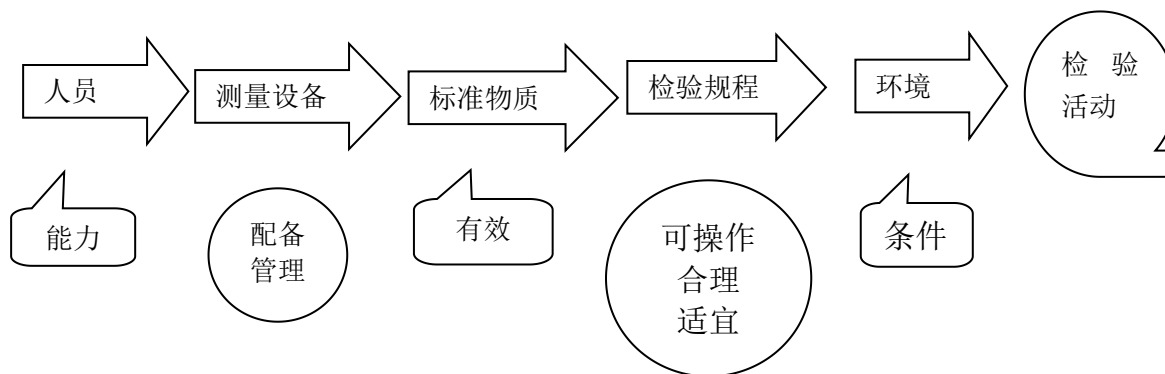 人员
测量设备
标准物质
检验规程
环境
检 验
活动
能力
配备
管理
有效
可操作
合理
适宜
条件